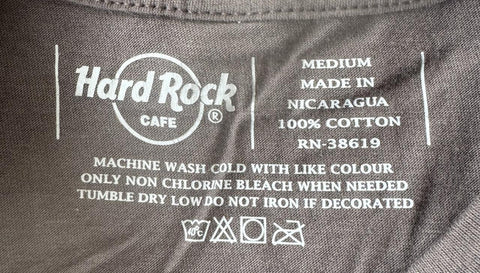 Hard Rock
CAFE
®
MEDIUM
MADE IN
NICARAGUA
100% COTTON
RN-38619
MACHINE WASH COLD WITH LIKE COLOUR
ONLY NON CHLORINE BLEACH WHEN NEEDED
TUMBLE DRY LOW DO NOT IRON IF DECORATED
40°C